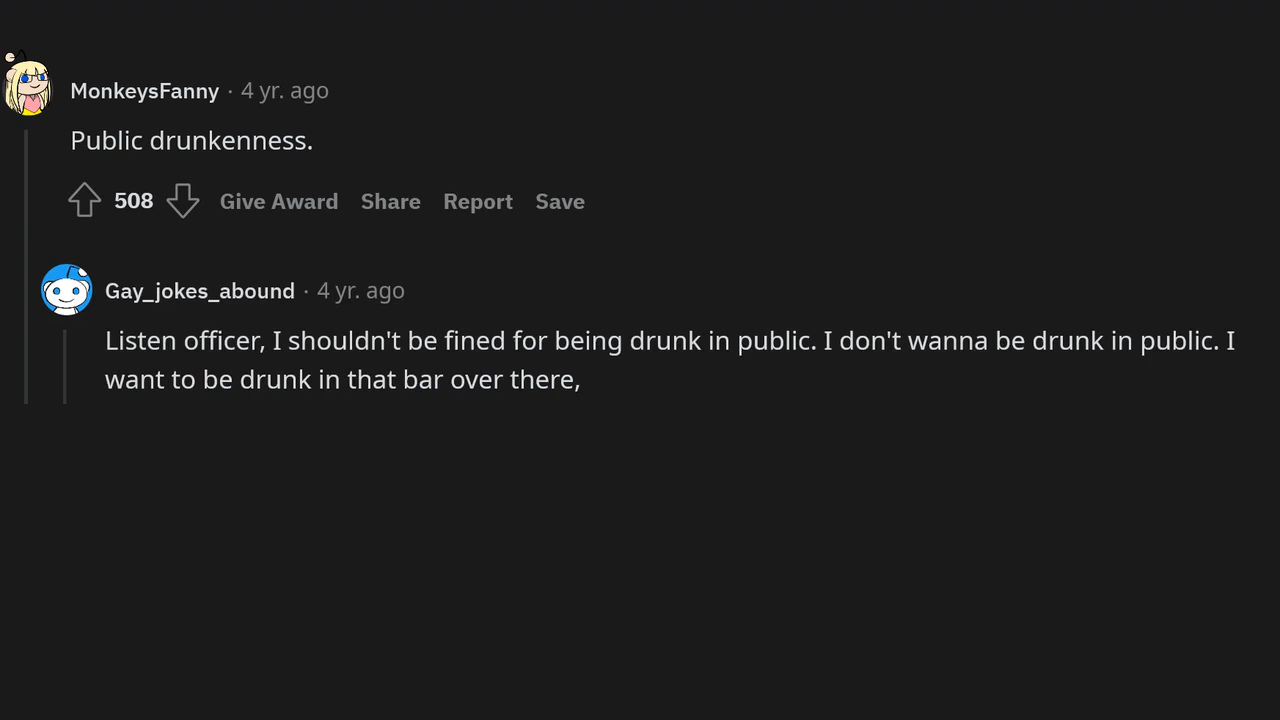 MonkeysFanny · 4 yr. ago
Public drunkenness.
508 Give Award Share Report Save
Gay_jokes_abound · 4 yr. ago
Listen officer, I shouldn't be fined for being drunk in public. I don't wanna be drunk in public. I
want to be drunk in that bar over there,